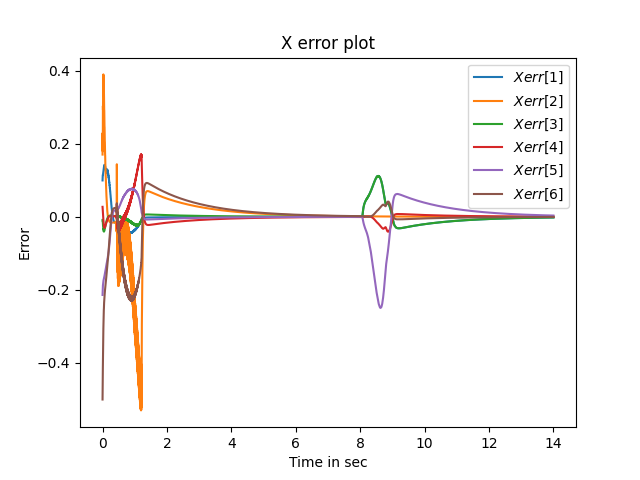 X error plot
Error
0.4
0.2
0.0
−0.2
−0.4
Xerr[1]
Xerr[2]
Xerr[3]
Xerr[4]
Xerr[5]
Xerr[6]
0 2 4 6 8 10 12 14
Time in sec